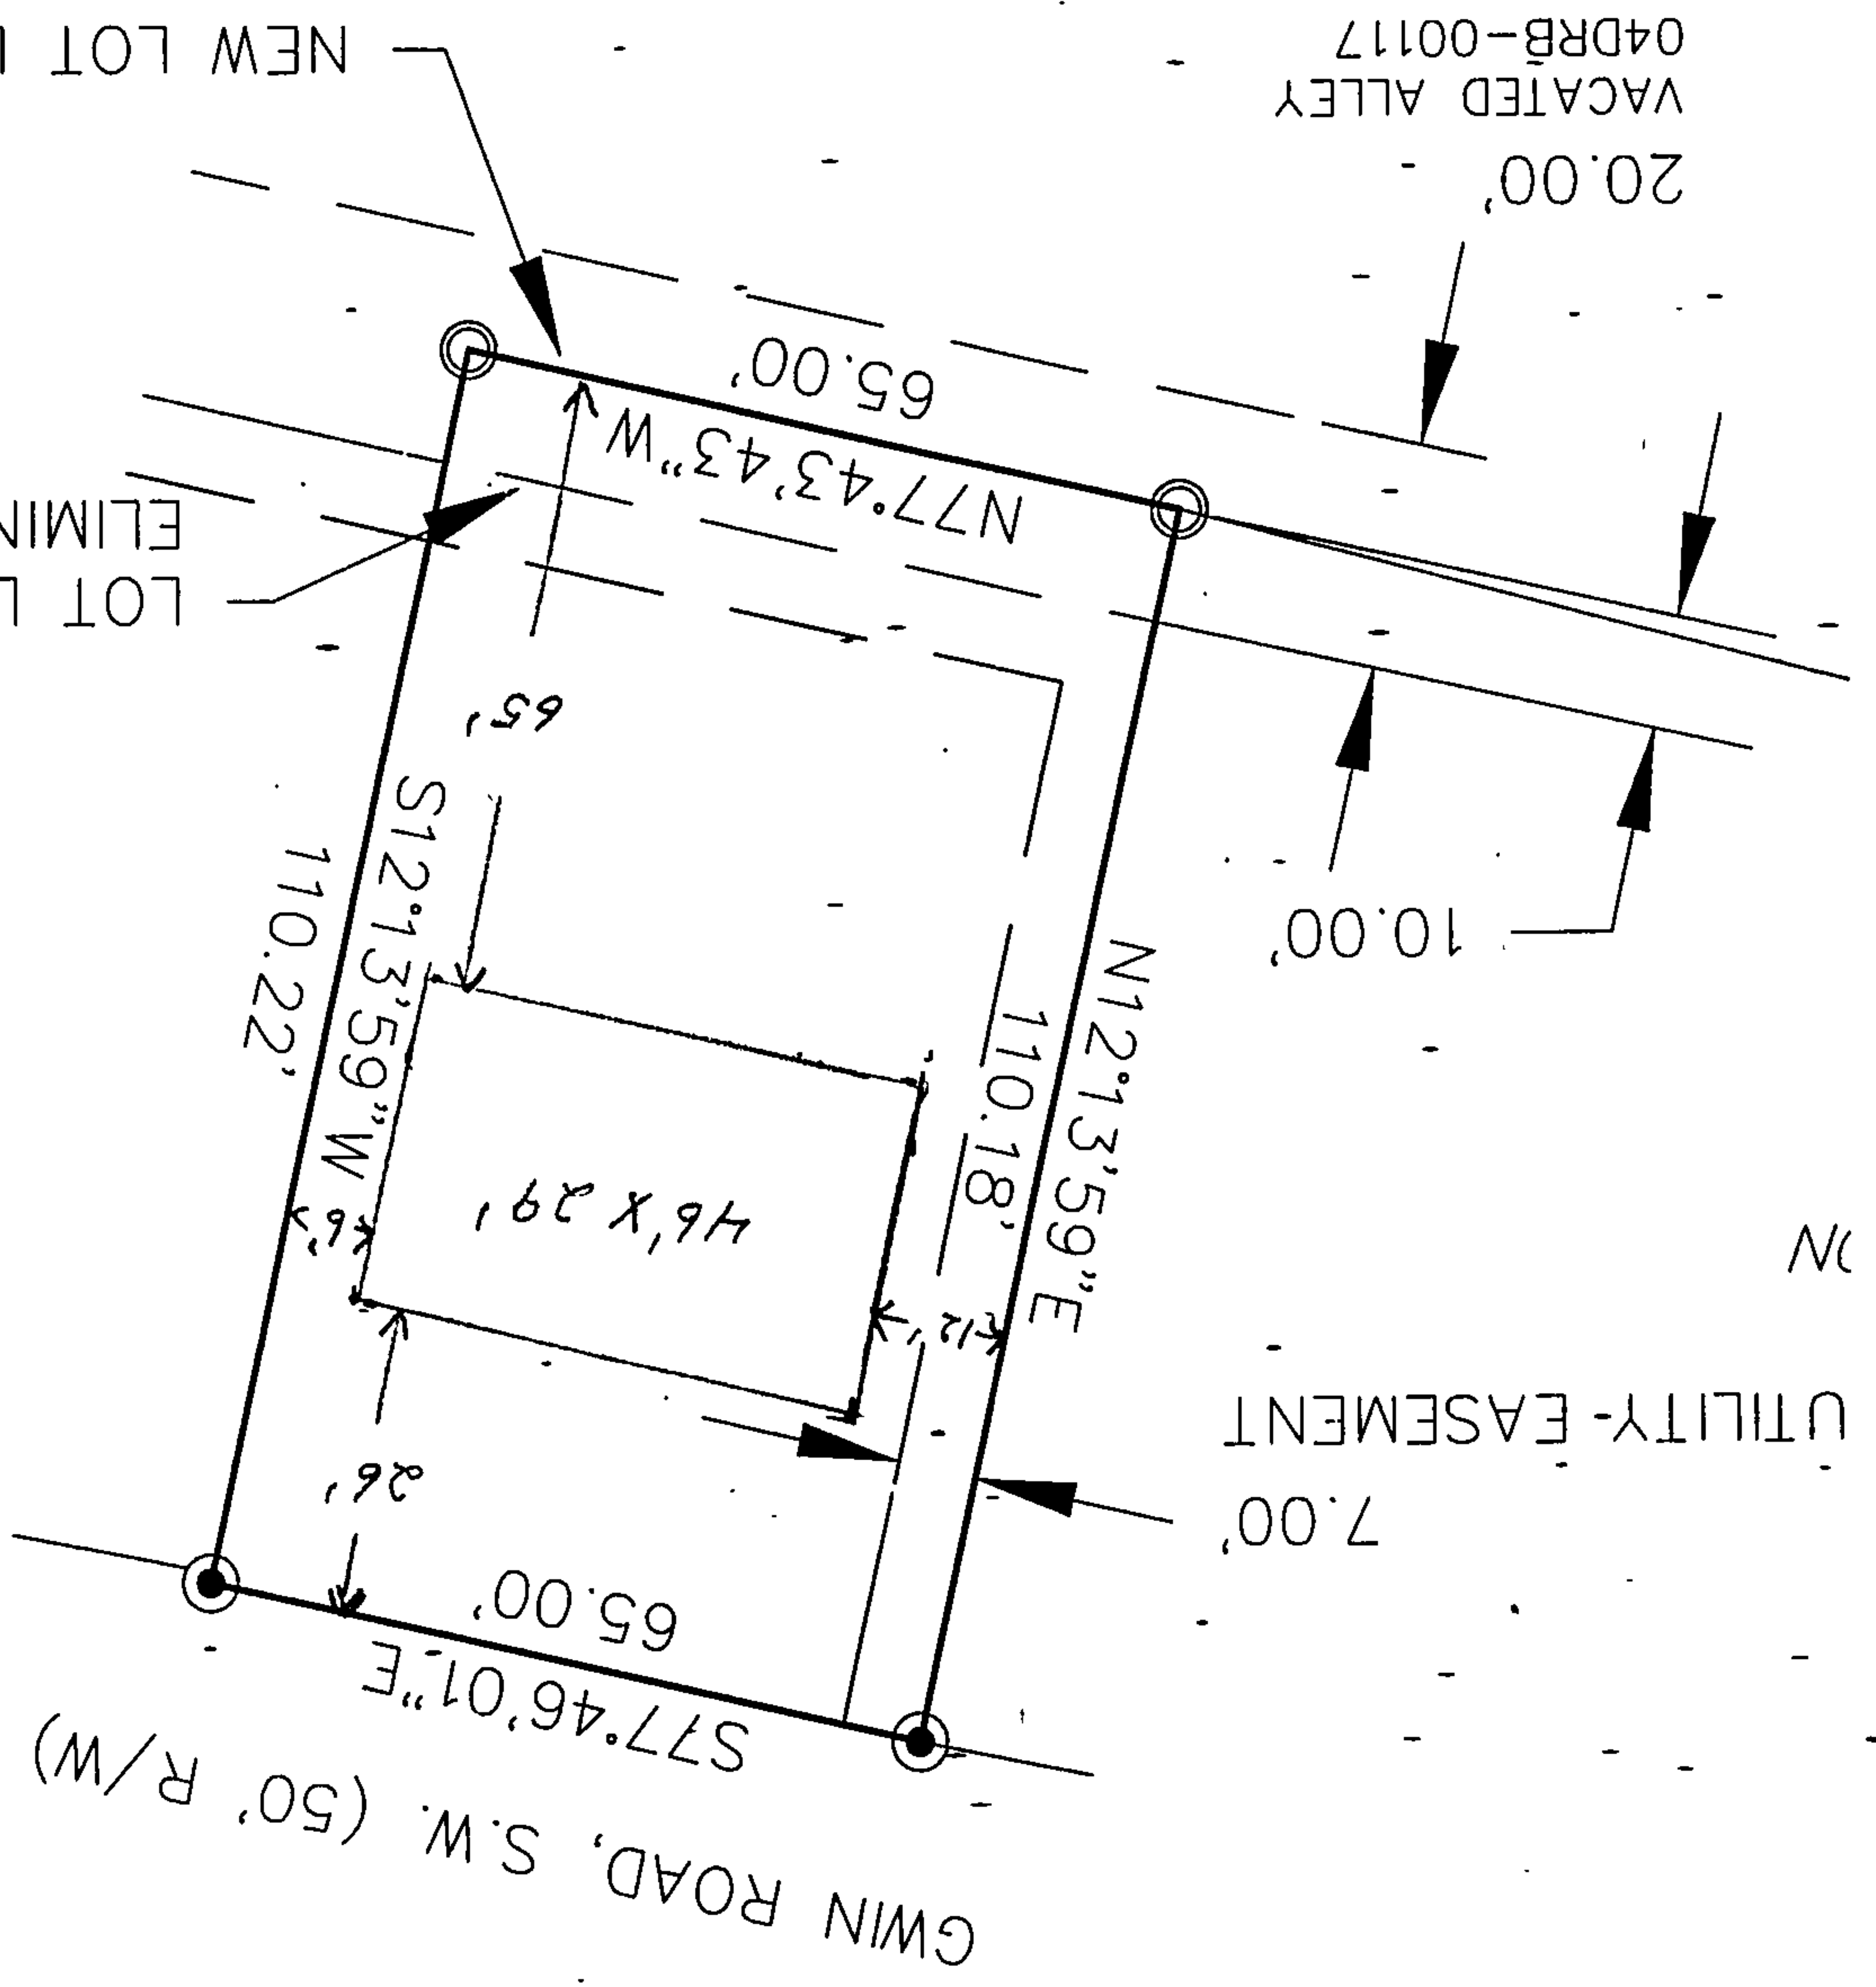 GWIN ROAD, S.W. (50' R/W)
S77°46'01"E
65.00'
26'
7.00'
UTILITY EASEMENT
12'
46' X 29'
6'
N12°13'59"E
110.18'
S12°13'59"W
110.22'
10.00'
65'
LOT L
ELIMIN
N77°43'43"W
65.00'
20.00'
VACATED ALLEY
04DRB-00117
NEW LOT